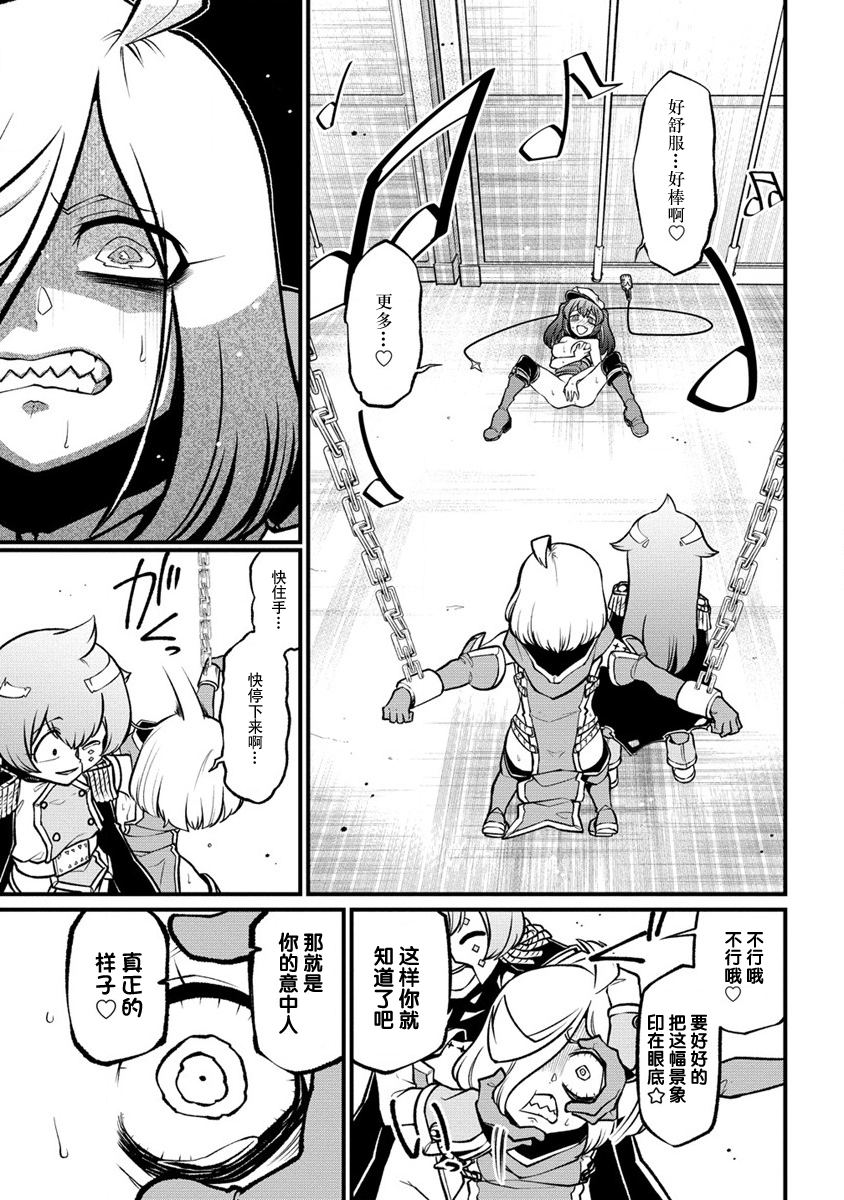 好舒服…好棒啊♡
更多…♡
快住手…
快停下来啊…
ガくっ
不行哦
不行哦♡
要好好的
把这幅景象
印在眼底☆
这样你就
知道了吧
那就是
你的意中人
真正的
样子♡